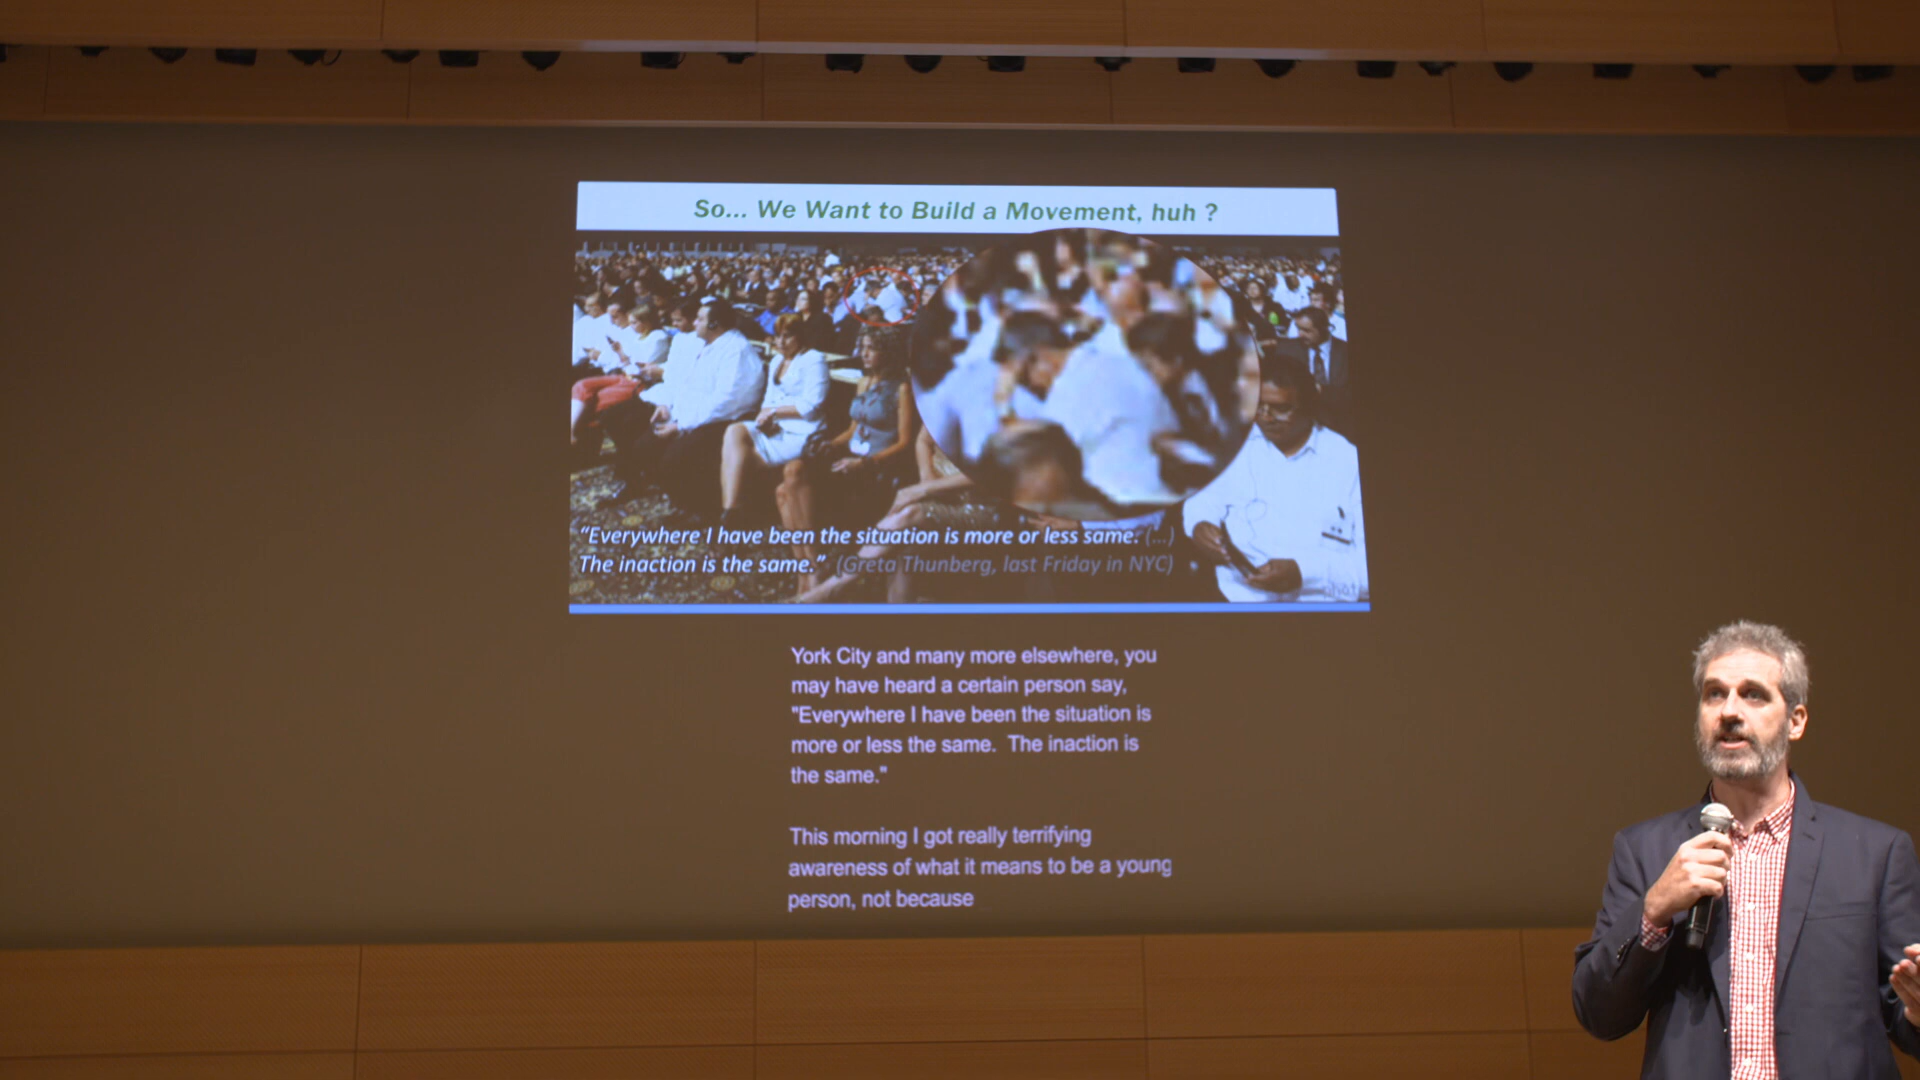 So... We Want to Build a Movement, huh ?
“Everywhere I have been the situation is more or less same. (...)
The inaction is the same.” (Greta Thunberg, last Friday in NYC)
York City and many more elsewhere, you
may have heard a certain person say,
"Everywhere I have been the situation is
more or less the same.  The inaction is
the same."
This morning I got really terrifying
awareness of what it means to be a young
person, not because